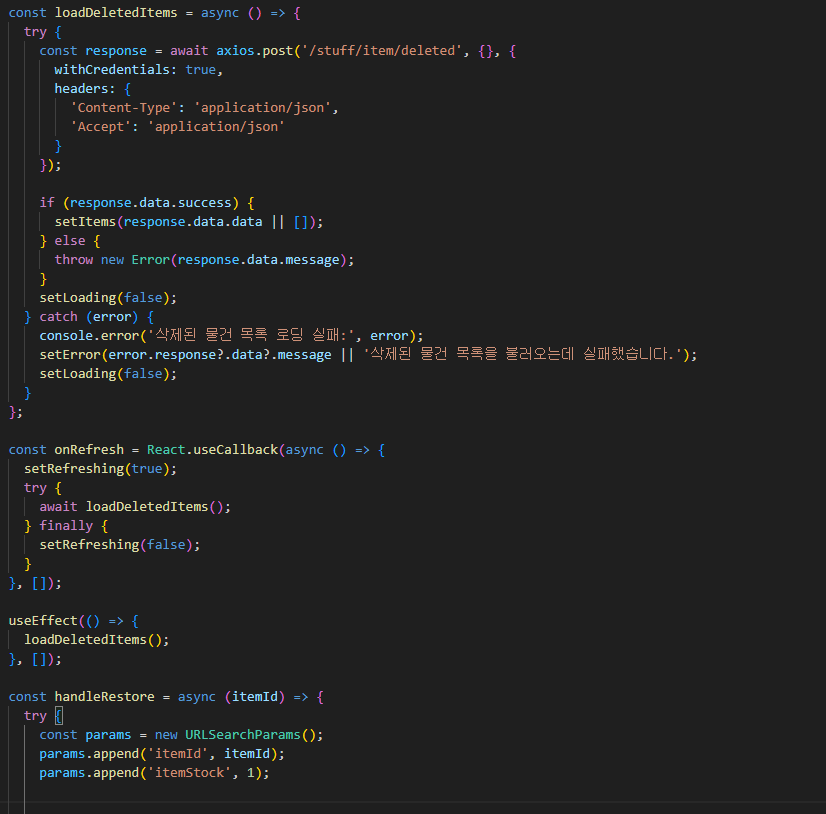 const loadDeletedItems = async () => {
  try {
    const response = await axios.post('/stuff/item/deleted', {}, {
      withCredentials: true,
      headers: {
        'Content-Type': 'application/json',
        'Accept': 'application/json'
      }
    });
    if (response.data.success) {
      setItems(response.data.data || []);
    } else {
      throw new Error(response.data.message);
    }
    setLoading(false);
  } catch (error) {
    console.error('삭제된 물건 목록 로딩 실패:', error);
    setError(error.response?.data?.message || '삭제된 물건 목록을 불러오는데 실패했습니다.');
    setLoading(false);
  }
};
const onRefresh = React.useCallback(async () => {
  setRefreshing(true);
  try {
    await loadDeletedItems();
  } finally {
    setRefreshing(false);
  }
}, []);
useEffect(() => {
  loadDeletedItems();
}, []);
const handleRestore = async (itemId) => {
  try {
    const params = new URLSearchParams();
    params.append('itemId', itemId);
    params.append('itemStock', 1);